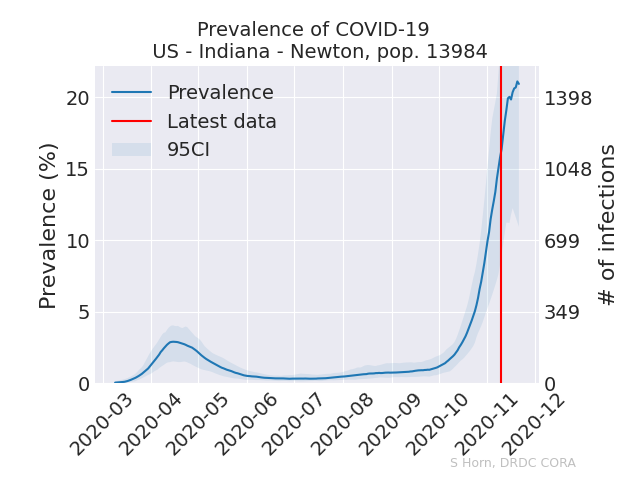 Prevalence of COVID-19
US - Indiana - Newton, pop. 13984
Prevalence
Latest data
95CI
Prevalence (%)
20
15
10
5
0
1398
1048
699
349
0
# of infections
2020-03
2020-04
2020-05
2020-06
2020-07
2020-08
2020-09
2020-10
2020-11
2020-12
S Horn, DRDC CORA